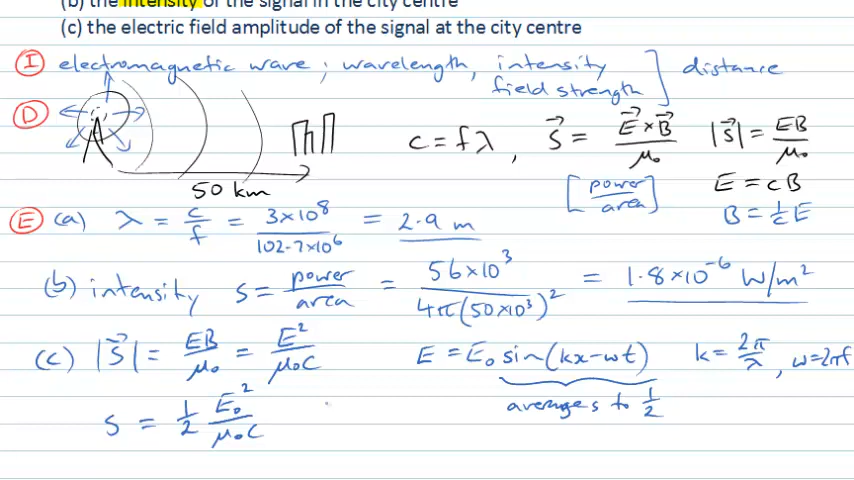 (b) the intensity of the signal in the city centre
(c) the electric field amplitude of the signal at the city centre
(I) electromagnetic wave ; wavelength, intensity ] distance
field strength
(D) 50 km c = fλ , S⃗ = E⃗ × B⃗ / μ₀ |S⃗| = EB / μ₀
[power / area] E = cB
B = 1/c E
(E) (a) λ = c/f = 3×10⁸ / 102.7×10⁶ = 2.9 m
(b) intensity S = power / area = 56×10³ / 4π(50×10³)² = 1.8×10⁻⁶ W/m²
(c) |S⃗| = EB / μ₀ = E² / μ₀c E = E₀ sin(kx-ωt) k = 2π/λ , ω=2πf
averages to 1/2
S = 1/2 E₀² / μ₀c